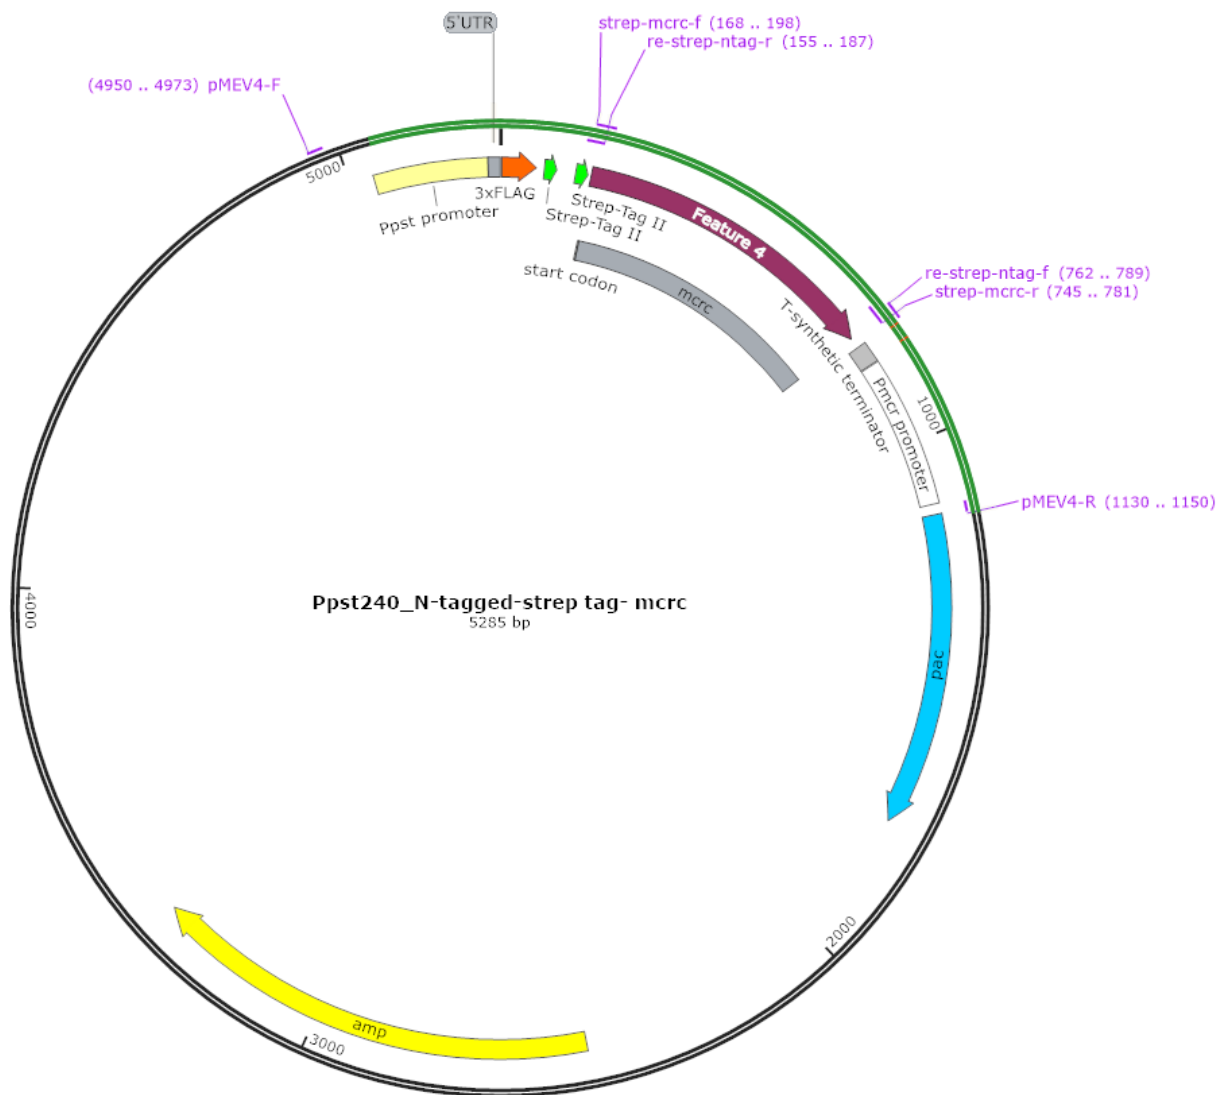 5'UTR
strep-mcrc-f (168 .. 198)
re-strep-ntag-r (155 .. 187)
(4950 .. 4973) pMEV4-F
5000
3xFLAG
Ppst promoter
Strep-Tag II
Strep-Tag II
Feature 4
start codon
mcrc
re-strep-ntag-f (762 .. 789)
strep-mcrc-r (745 .. 781)
T-synthetic terminator
Pmcr promoter
1000
pMEV4-R (1130 .. 1150)
4000
Ppst240_N-tagged-strep tag- mcrc
5285 bp
pac
2000
amp
3000